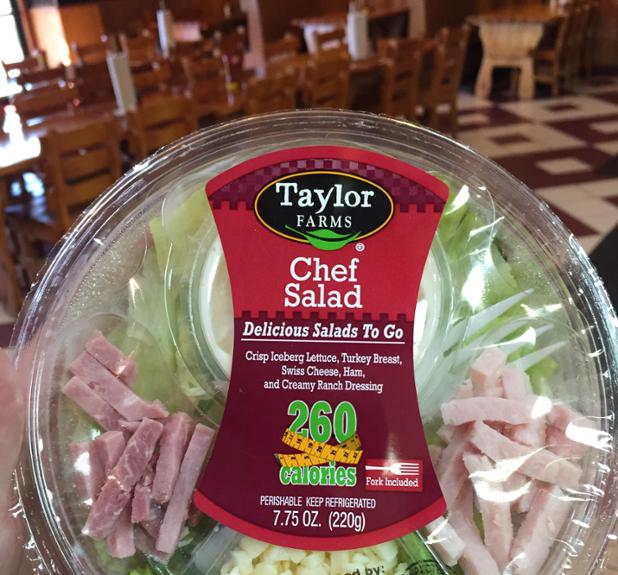 Taylor
FARMS
®
Chef
Salad
Delicious Salads To Go
Crisp Iceberg Lettuce, Turkey Breast,
Swiss Cheese, Ham,
and Creamy Ranch Dressing
260
calories
Fork Included
PERISHABLE KEEP REFRIGERATED
7.75 OZ. (220g)
by: